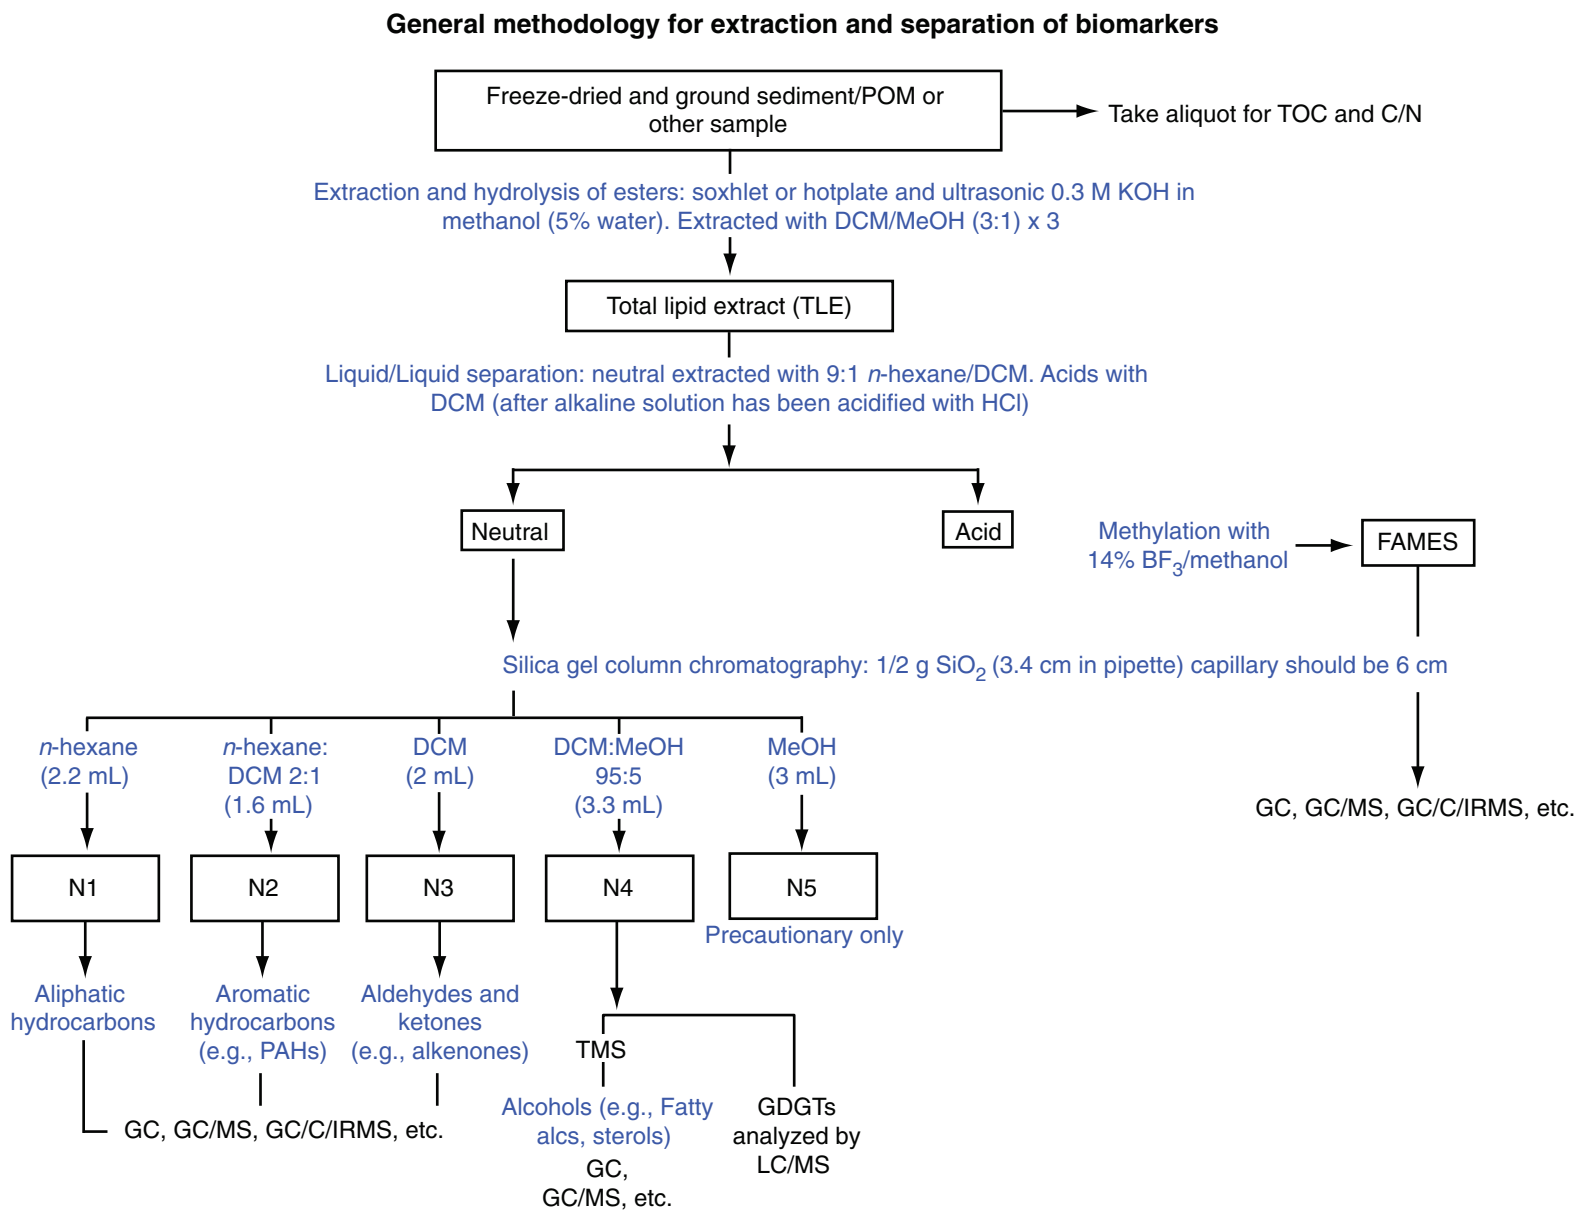 General methodology for extraction and separation of biomarkers
Freeze-dried and ground sediment/POM or
other sample
Take aliquot for TOC and C/N
Extraction and hydrolysis of esters: soxhlet or hotplate and ultrasonic 0.3 M KOH in
methanol (5% water). Extracted with DCM/MeOH (3:1) x 3
Total lipid extract (TLE)
Liquid/Liquid separation: neutral extracted with 9:1 n-hexane/DCM. Acids with
DCM (after alkaline solution has been acidified with HCl)
Neutral
Acid
Methylation with
14% BF3/methanol
FAMES
Silica gel column chromatography: 1/2 g SiO2 (3.4 cm in pipette) capillary should be 6 cm
n-hexane
(2.2 mL)
n-hexane:
DCM 2:1
(1.6 mL)
DCM
(2 mL)
DCM:MeOH
95:5
(3.3 mL)
MeOH
(3 mL)
GC, GC/MS, GC/C/IRMS, etc.
N1
N2
N3
N4
N5
Precautionary only
Aliphatic
hydrocarbons
Aromatic
hydrocarbons
(e.g., PAHs)
Aldehydes and
ketones
(e.g., alkenones)
GC, GC/MS, GC/C/IRMS, etc.
TMS
Alcohols (e.g., Fatty
alcs, sterols)
GC,
GC/MS, etc.
GDGTs
analyzed by
LC/MS